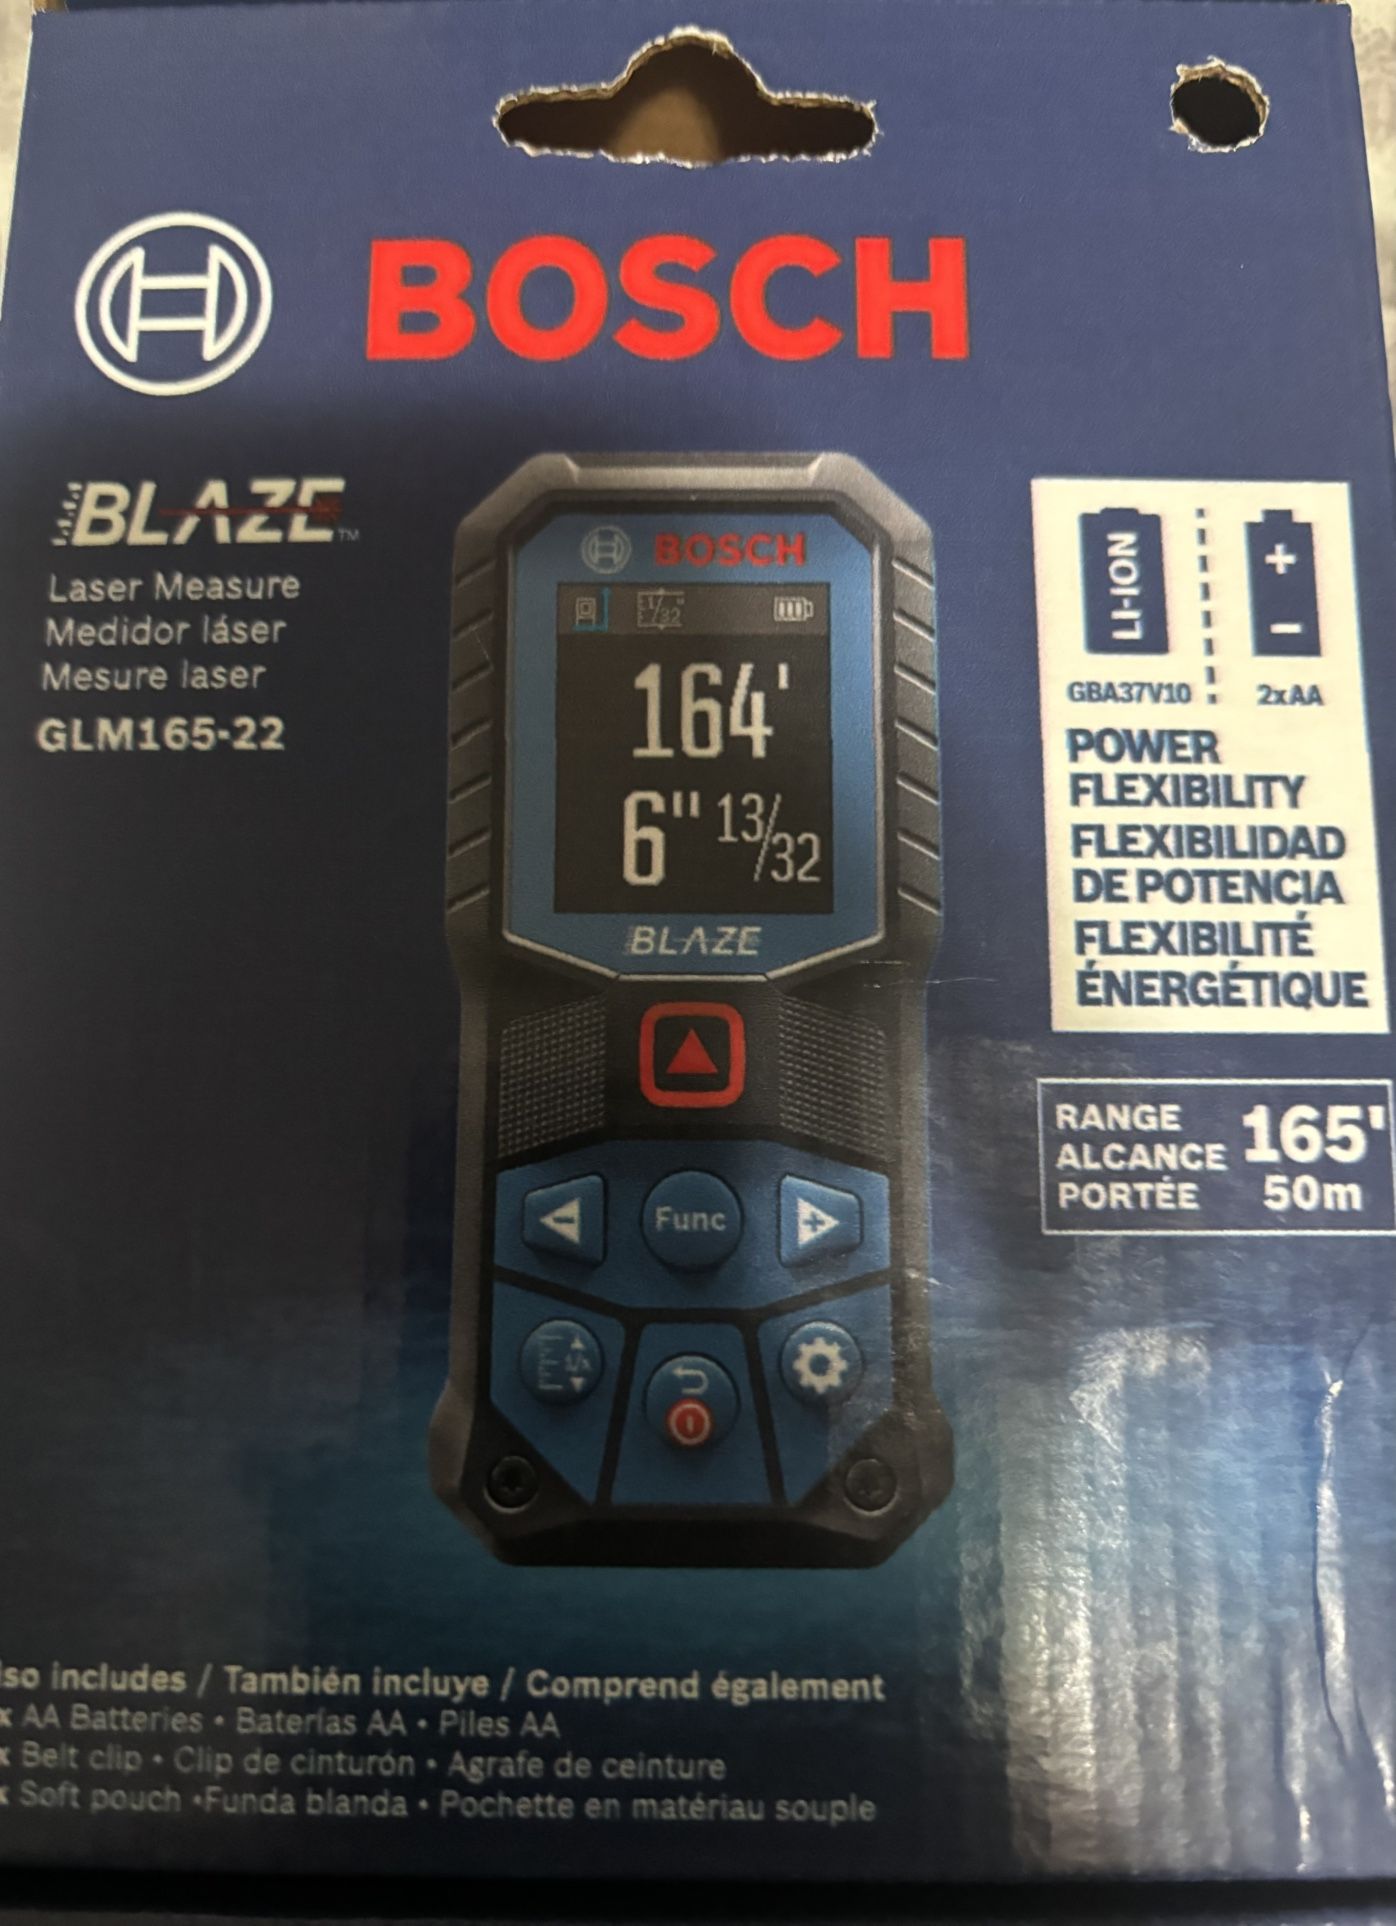 BOSCH
BLAZE™
Laser Measure
Medidor láser
Mesure laser
GLM165-22
BOSCH
1/32"
164'
6" 13/32
BLAZE
Func
LI-ION
+
−
GBA37V10
2xAA
POWER
FLEXIBILITY
FLEXIBILIDAD
DE POTENCIA
FLEXIBILITÉ
ÉNERGÉTIQUE
RANGE
ALCANCE
PORTÉE
165'
50m
includes / También incluye / Comprend également
AA Batteries • Baterías AA • Piles AA
Belt clip • Clip de cinturón • Agrafe de ceinture
Soft pouch •Funda blanda • Pochette en matériau souple